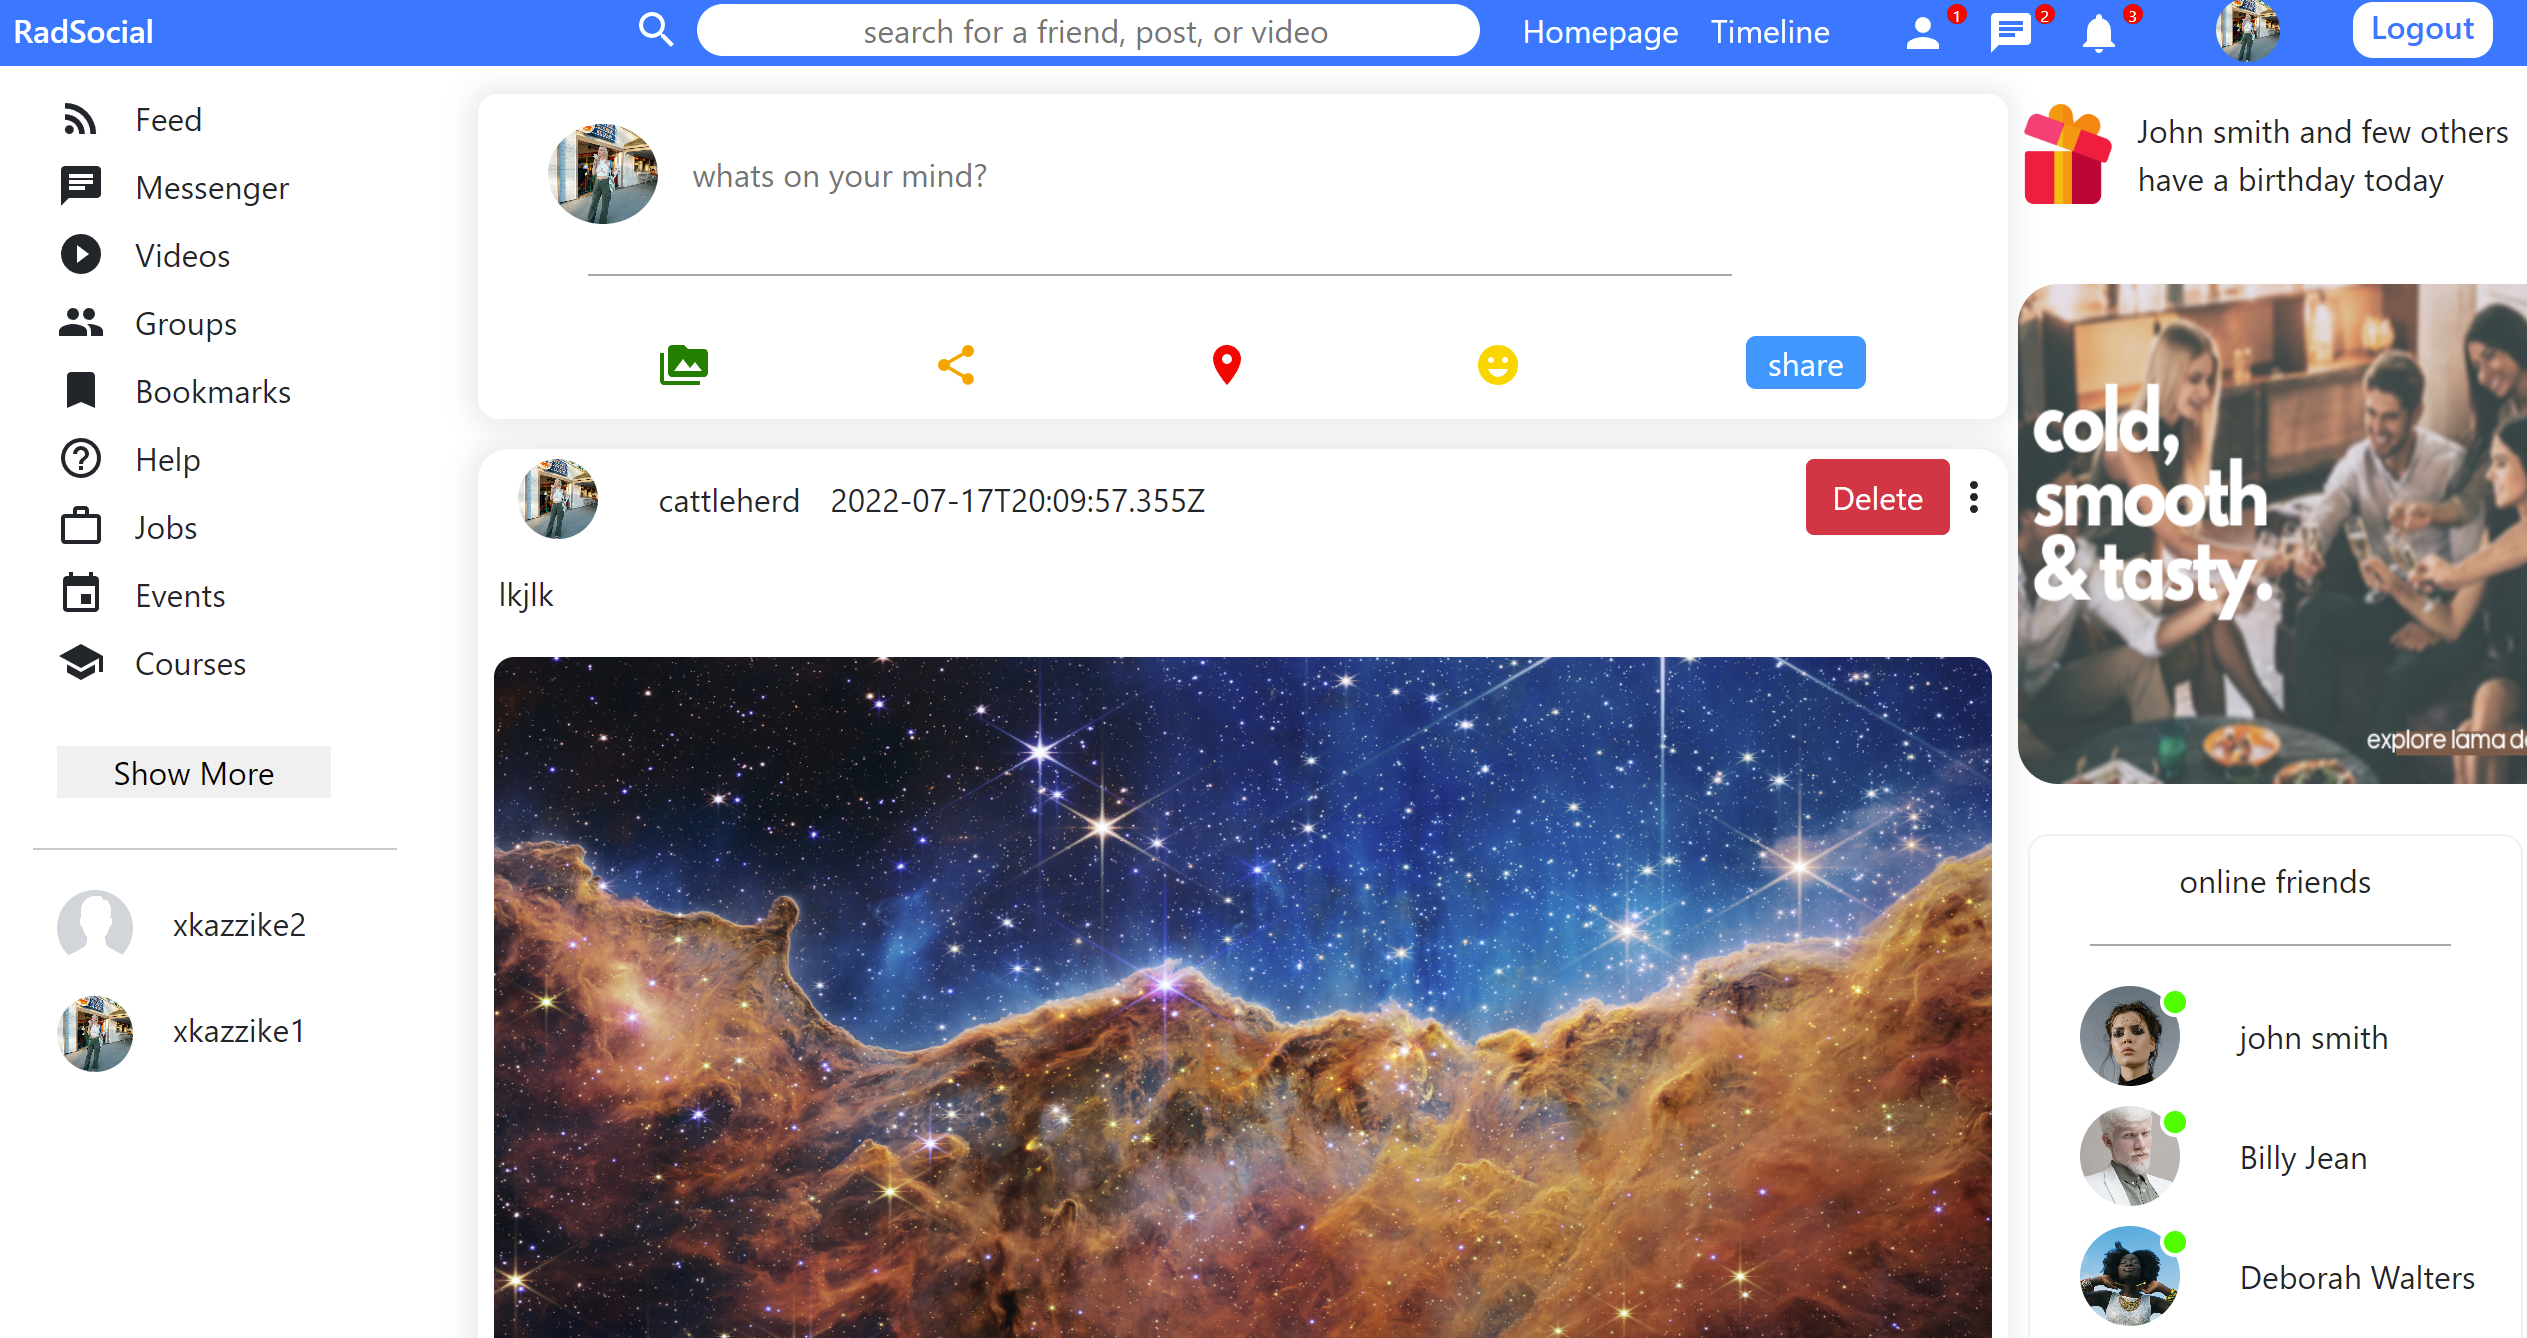 RadSocial
search for a friend, post, or video
Homepage
Timeline
1
2
3
Logout
Feed
Messenger
Videos
Groups
Bookmarks
Help
Jobs
Events
Courses
Show More
xkazzike2
xkazzike1
whats on your mind?
share
cattleherd 2022-07-17T20:09:57.355Z
Delete
lkjlk
John smith and few others
have a birthday today
cold,
smooth
& tasty.
explore lama
online friends
john smith
Billy Jean
Deborah Walters